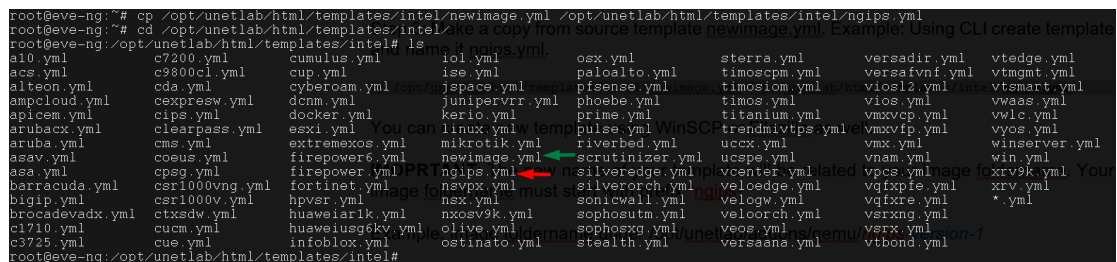 root@eve-ng:~# cp /opt/unetlab/html/templates/intel/newimage.yml /opt/unetlab/html/templates/intel/ngips.yml
root@eve-ng:~# cd /opt/unetlab/html/templates/intel/
root@eve-ng:/opt/unetlab/html/templates/intel# ls
a10.yml c7200.yml cumulus.yml iol.yml osx.yml sterra.yml versadir.yml vtedge.yml
acs.yml c9800cl.yml cup.yml ise.yml paloalto.yml timoscpm.yml versafvnf.yml vtmgmt.yml
alteon.yml cda.yml cyberoam.yml jspace.yml pfsense.yml timosiom.yml viosl2.yml vtsmart.yml
ampcloud.yml cexpresw.yml dcnm.yml junipervrr.yml phoebe.yml timos.yml vios.yml vwaas.yml
apicem.yml cips.yml docker.yml kerio.yml prime.yml titanium.yml vmxvcp.yml vwlc.yml
arubacx.yml clearpass.yml esxi.yml linux.yml pulse.yml trendmivtps.yml vmxvfp.yml vyos.yml
aruba.yml cms.yml extremexos.yml mikrotik.yml riverbed.yml uccx.yml vmx.yml winserver.yml
asav.yml coeus.yml firepower6.yml newimage.yml scrutinizer.yml ucspe.yml vnam.yml win.yml
asa.yml cpsg.yml firepower.yml ngips.yml silveredge.yml vcenter.yml vpcs.yml xrv9k.yml
barracuda.yml csr1000vng.yml fortinet.yml nsvpx.yml silverorch.yml veloedge.yml vqfxpfe.yml xrv.yml
bigip.yml csr1000v.yml hpvsr.yml nsx.yml sonicwall.yml velogw.yml vqfxre.yml *.yml
brocadevadx.yml ctxsdw.yml huaweiar1k.yml nxosv9k.yml sophosutm.yml veloorch.yml vsrxng.yml
c1710.yml cucm.yml huaweiusg6kv.yml olive.yml sophosxg.yml veos.yml vsrx.yml
c3725.yml cue.yml infoblox.yml ostinato.yml stealth.yml versaana.yml vtbond.yml
root@eve-ng:/opt/unetlab/html/templates/intel#